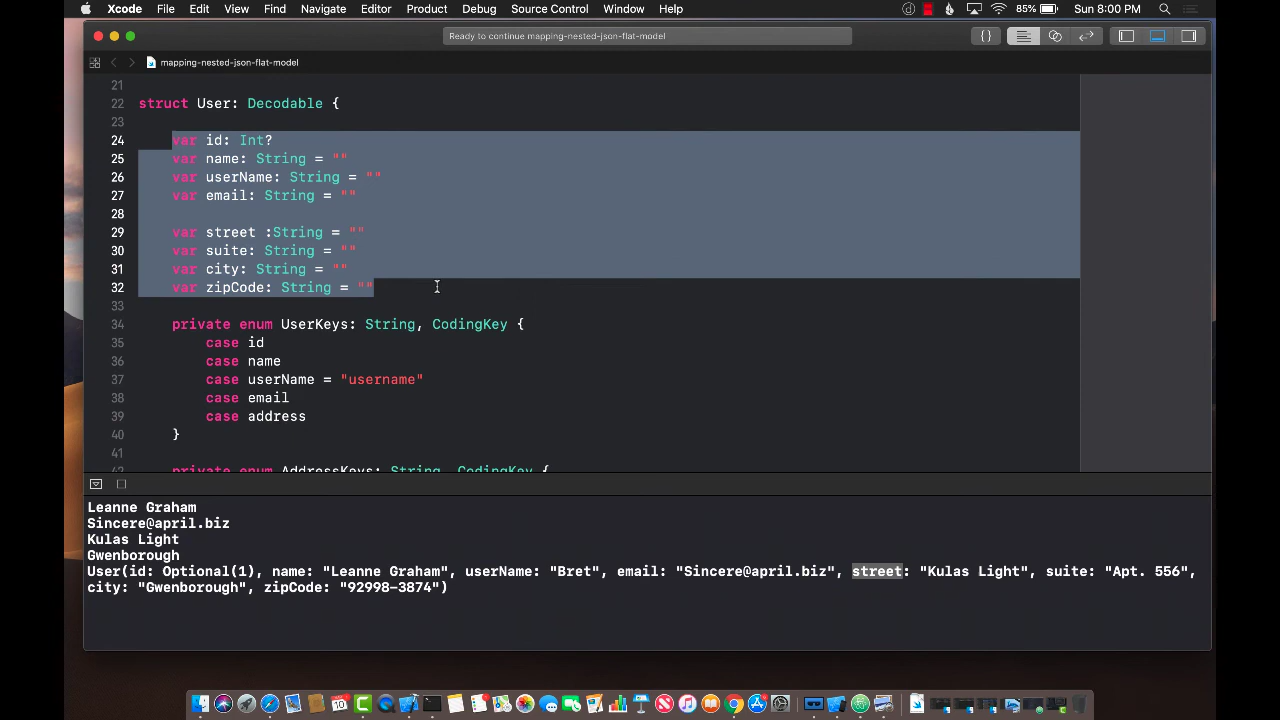 Xcode File Edit View Find Navigate Editor Product Debug Source Control Window Help 85% Sun 8:00 PM
Ready to continue mapping-nested-json-flat-model
mapping-nested-json-flat-model
21
22 struct User: Decodable {
23
24 var id: Int?
25 var name: String = ""
26 var userName: String = ""
27 var email: String = ""
28
29 var street :String = ""
30 var suite: String = ""
31 var city: String = ""
32 var zipCode: String = ""
33
34 private enum UserKeys: String, CodingKey {
35 case id
36 case name
37 case userName = "username"
38 case email
39 case address
40 }
41
42 private enum AddressKeys: String, CodingKey {
Leanne Graham
Sincere@april.biz
Kulas Light
Gwenborough
User(id: Optional(1), name: "Leanne Graham", userName: "Bret", email: "Sincere@april.biz", street: "Kulas Light", suite: "Apt. 556",
city: "Gwenborough", zipCode: "92998-3874")